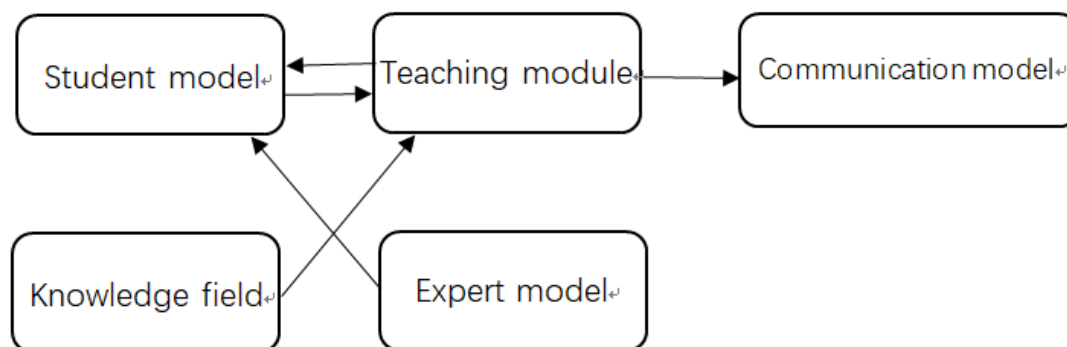 Student model
Teaching module
Communication model
Knowledge field
Expert model